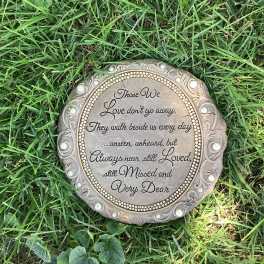 Those We
Love don't go away.
They walk beside us every day
...unseen, unheard, but
Always near, still Loved,
still Missed and
Very Dear